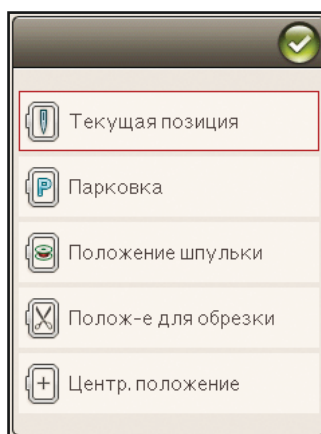 Текущая позиция
Парковка
Положение шпульки
Полож-е для обрезки
Центр. положение